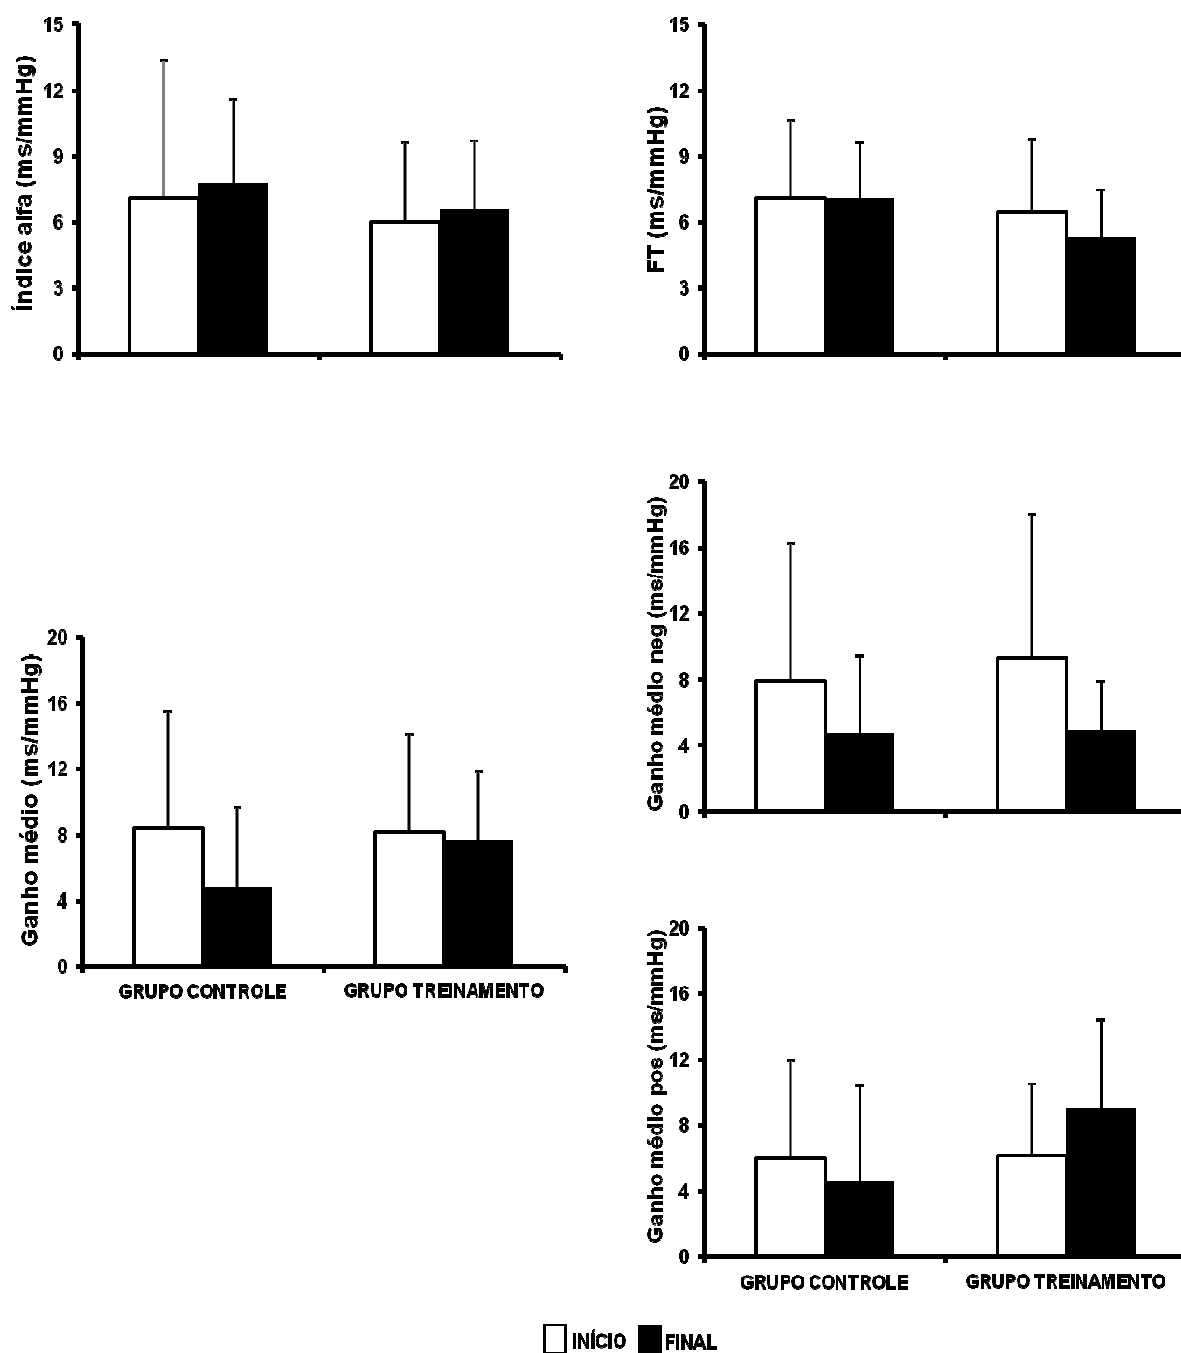 Índice alfa (ms/mmHg)
15
12
9
6
3
0
FT (ms/mmHg)
15
12
9
6
3
0
Ganho médio neg (ms/mmHg)
20
16
12
8
4
0
Ganho médio (ms/mmHg)
20
16
12
8
4
0
GRUPO CONTROLE
GRUPO TREINAMENTO
Ganho médio pos (ms/mmHg)
20
16
12
8
4
0
GRUPO CONTROLE
GRUPO TREINAMENTO
INÍCIO
FINAL